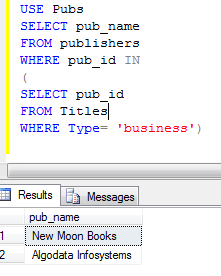 USE Pubs
SELECT pub_name
FROM publishers
WHERE pub_id IN
(
SELECT pub_id
FROM Titles
WHERE Type= 'business')
Results Messages
pub_name
1 New Moon Books
2 Algodata Infosystems